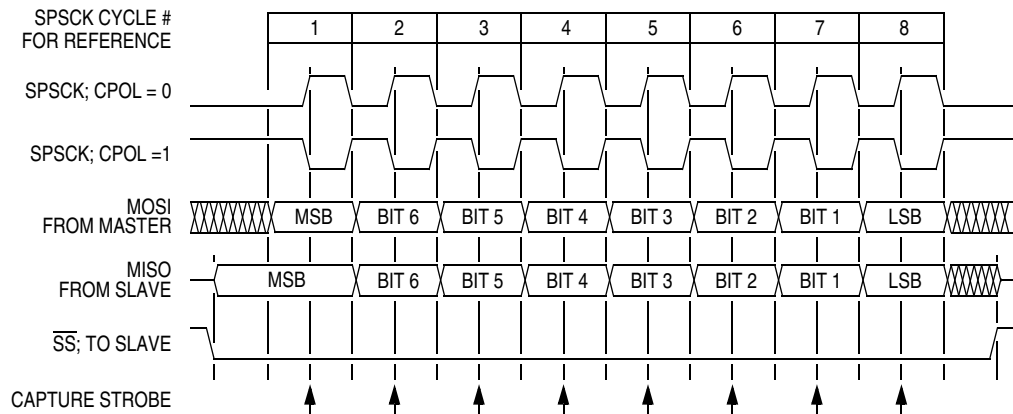 SPSCK CYCLE #
FOR REFERENCE
1 2 3 4 5 6 7 8
SPSCK; CPOL = 0
SPSCK; CPOL =1
MOSI
FROM MASTER
MSB BIT 6 BIT 5 BIT 4 BIT 3 BIT 2 BIT 1 LSB
MISO
FROM SLAVE
MSB BIT 6 BIT 5 BIT 4 BIT 3 BIT 2 BIT 1 LSB
S̅S̅; TO SLAVE
CAPTURE STROBE